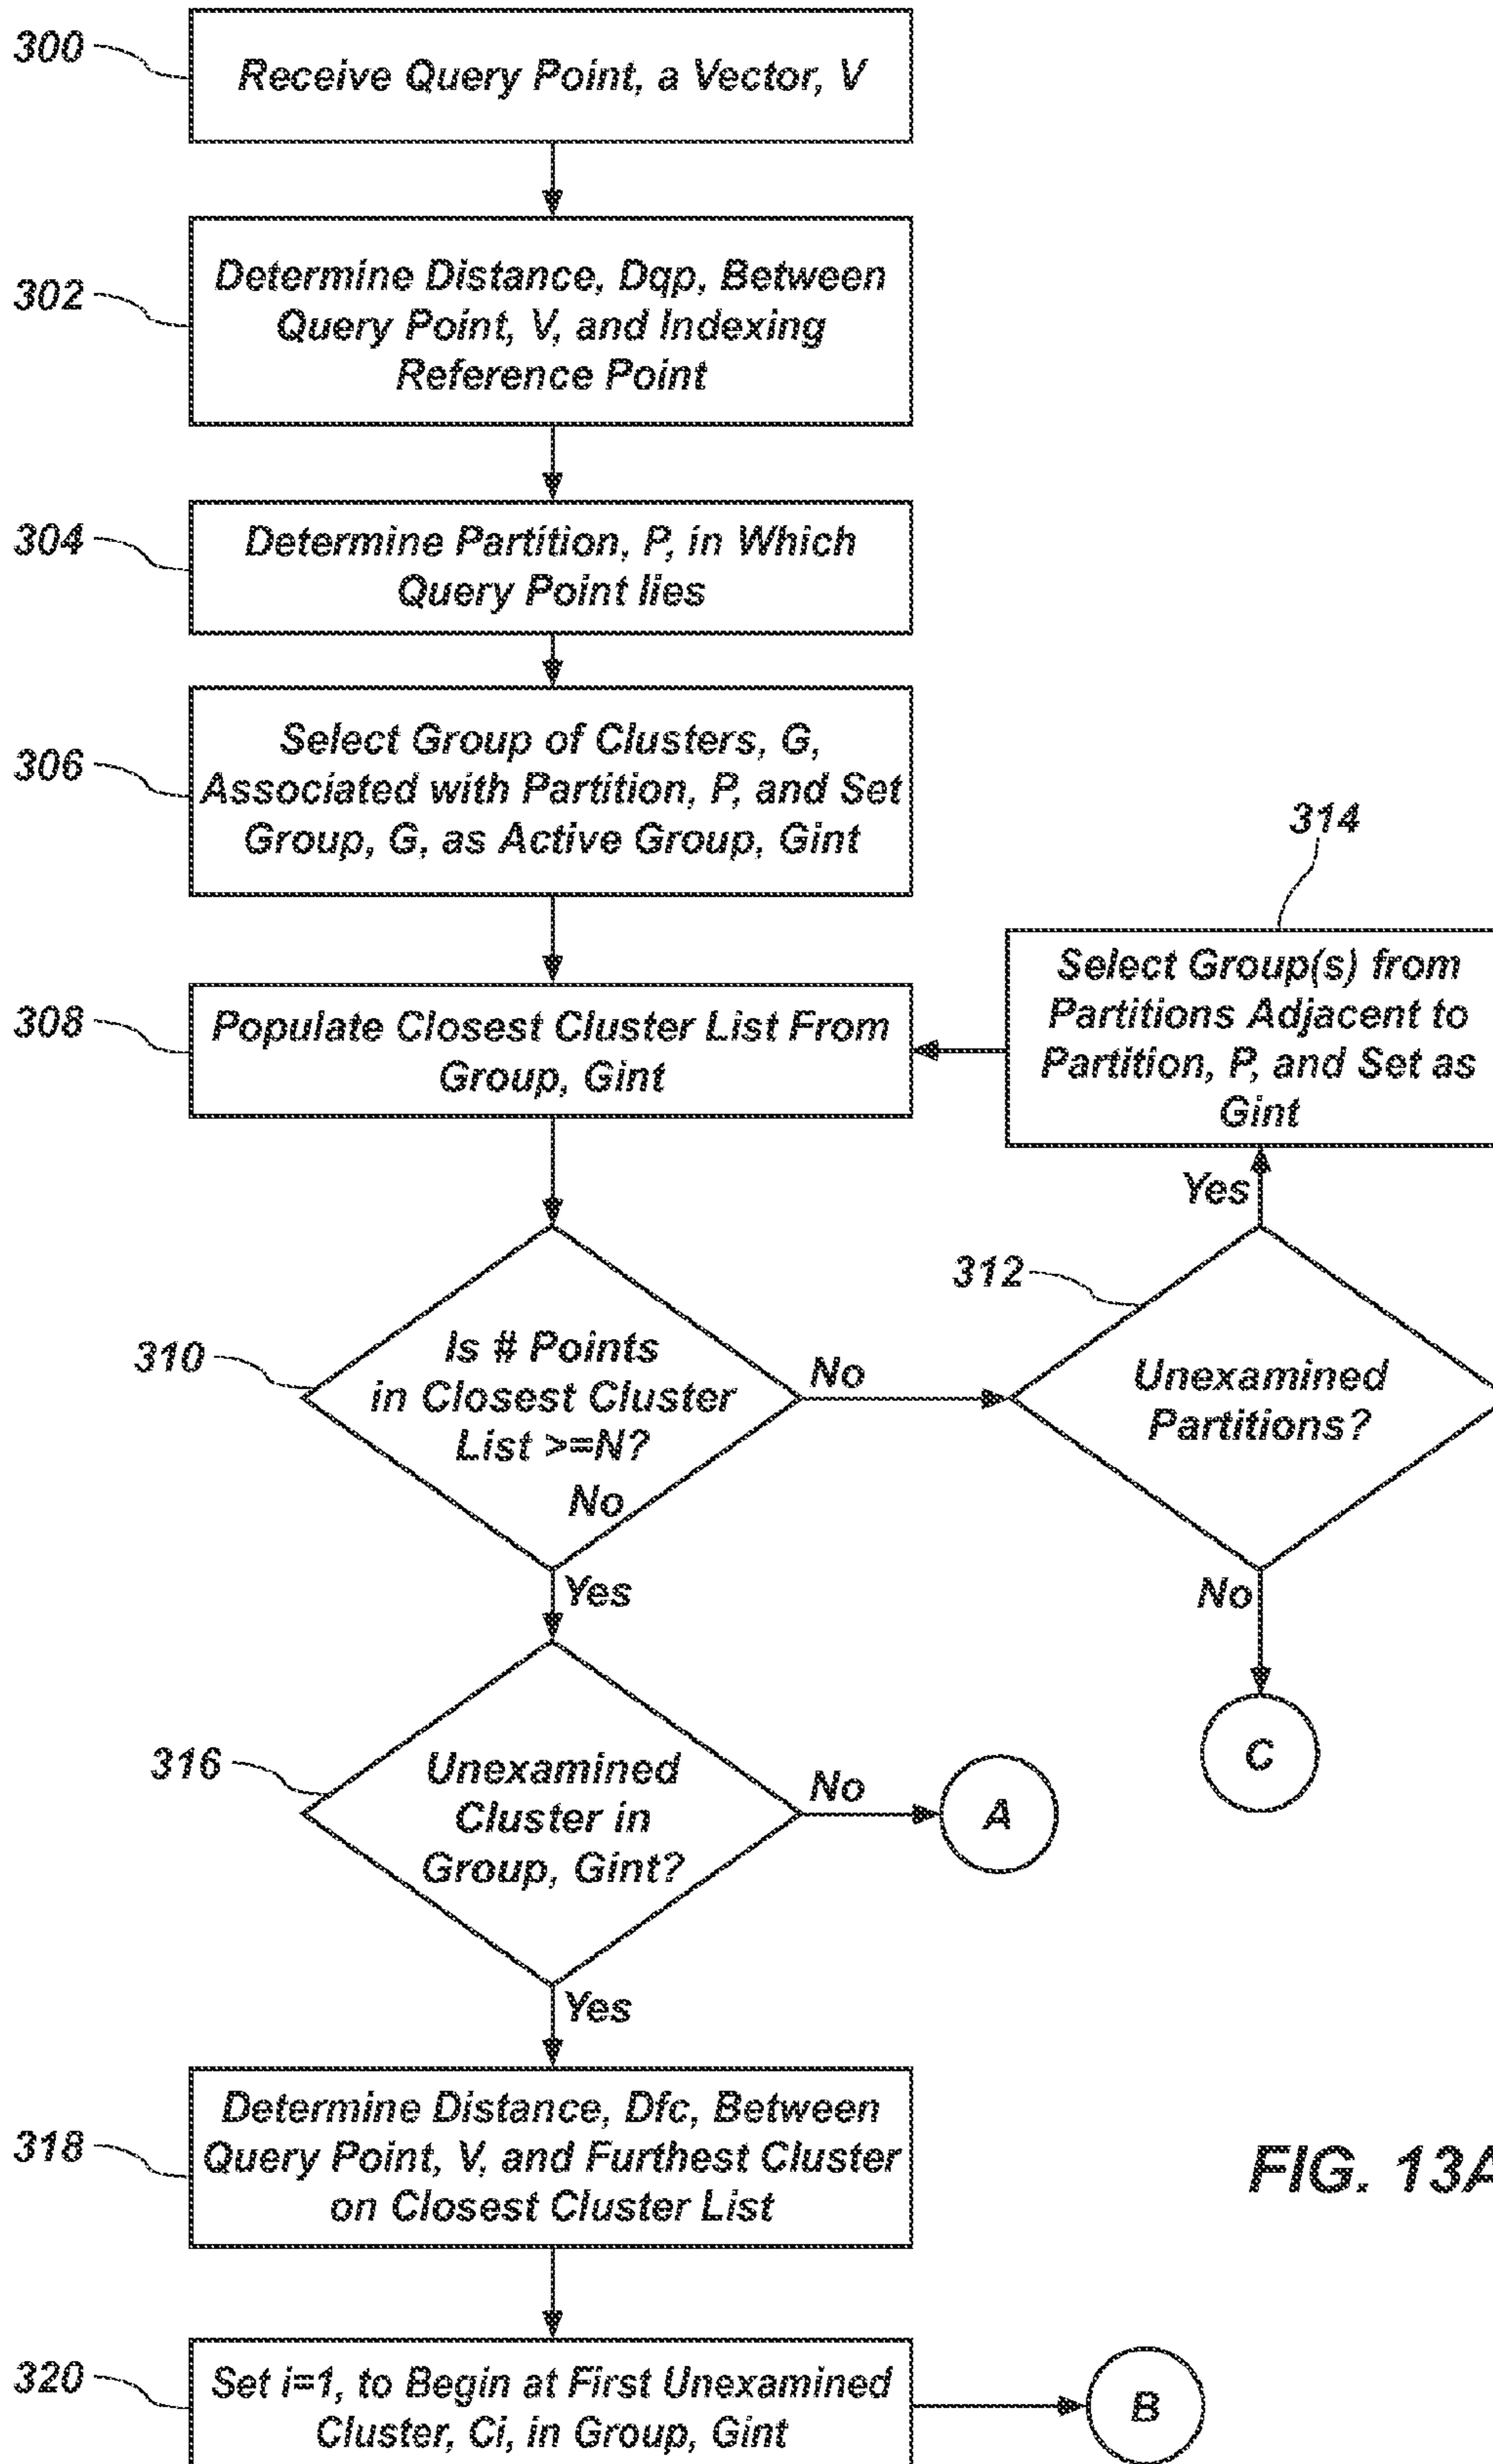 300
Receive Query Point, a Vector, V
302
Determine Distance, Dqp, Between
Query Point, V, and Indexing
Reference Point
304
Determine Partition, P, in Which
Query Point lies
306
Select Group of Clusters, G,
Associated with Partition, P, and Set
Group, G, as Active Group, Gint
314
Select Group(s) from
Partitions Adjacent to
Partition, P, and Set as
Gint
308
Populate Closest Cluster List From
Group, Gint
Yes
310
Is # Points
in Closest Cluster
List >=N?
No
No
312
Unexamined
Partitions?
Yes
No
C
316
Unexamined
Cluster in
Group, Gint?
No
A
Yes
318
Determine Distance, Dfc, Between
Query Point, V, and Furthest Cluster
on Closest Cluster List
FIG. 13A
320
Set i=1, to Begin at First Unexamined
Cluster, Ci, in Group, Gint
B